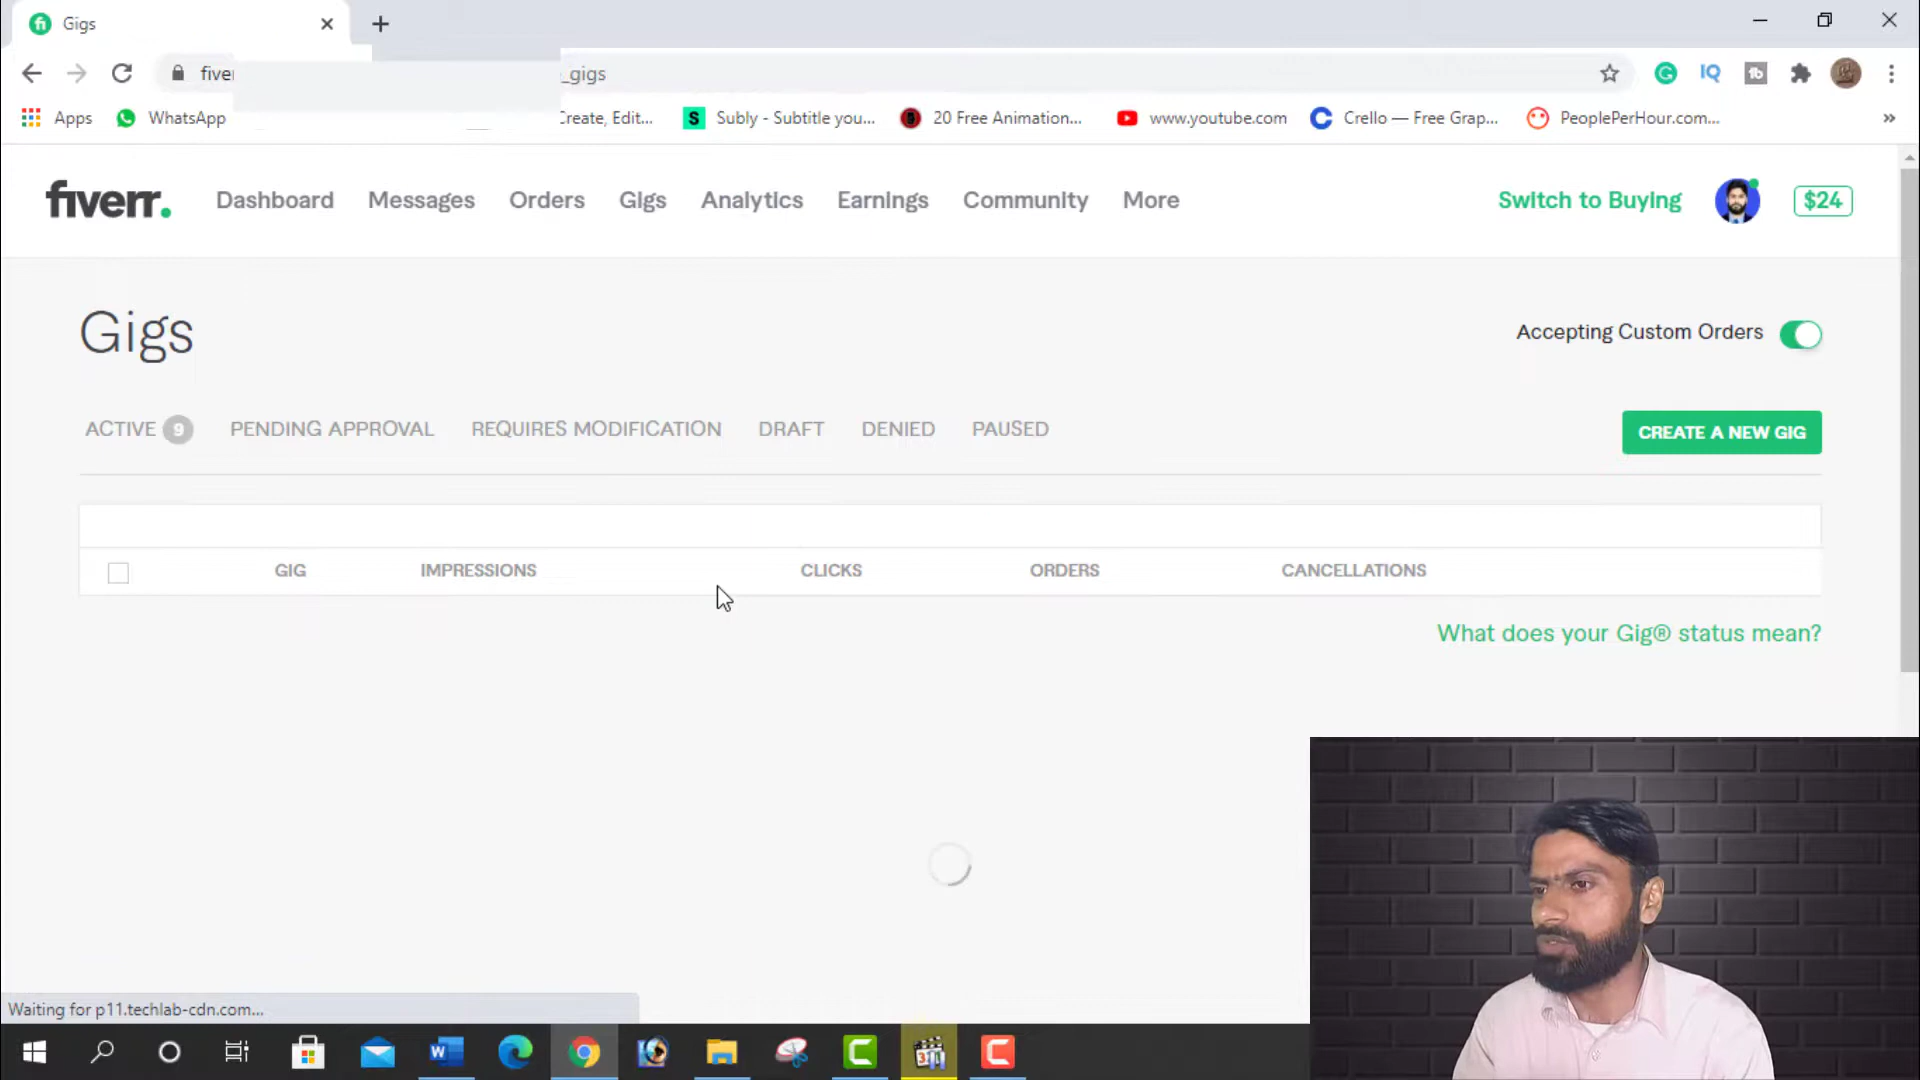 Gigs
fiver
_gigs
Apps
WhatsApp
Create, Edit...
S
Subly - Subtitle you...
20 Free Animation...
www.youtube.com
Crello — Free Grap...
PeoplePerHour.com...
»
IQ
tb
fiverr.
Dashboard
Messages
Orders
Gigs
Analytics
Earnings
Community
More
Switch to Buying
$24
Gigs
Accepting Custom Orders
ACTIVE 9
PENDING APPROVAL
REQUIRES MODIFICATION
DRAFT
DENIED
PAUSED
CREATE A NEW GIG
GIG
IMPRESSIONS
CLICKS
ORDERS
CANCELLATIONS
What does your Gig® status mean?
Waiting for p11.techlab-cdn.com...